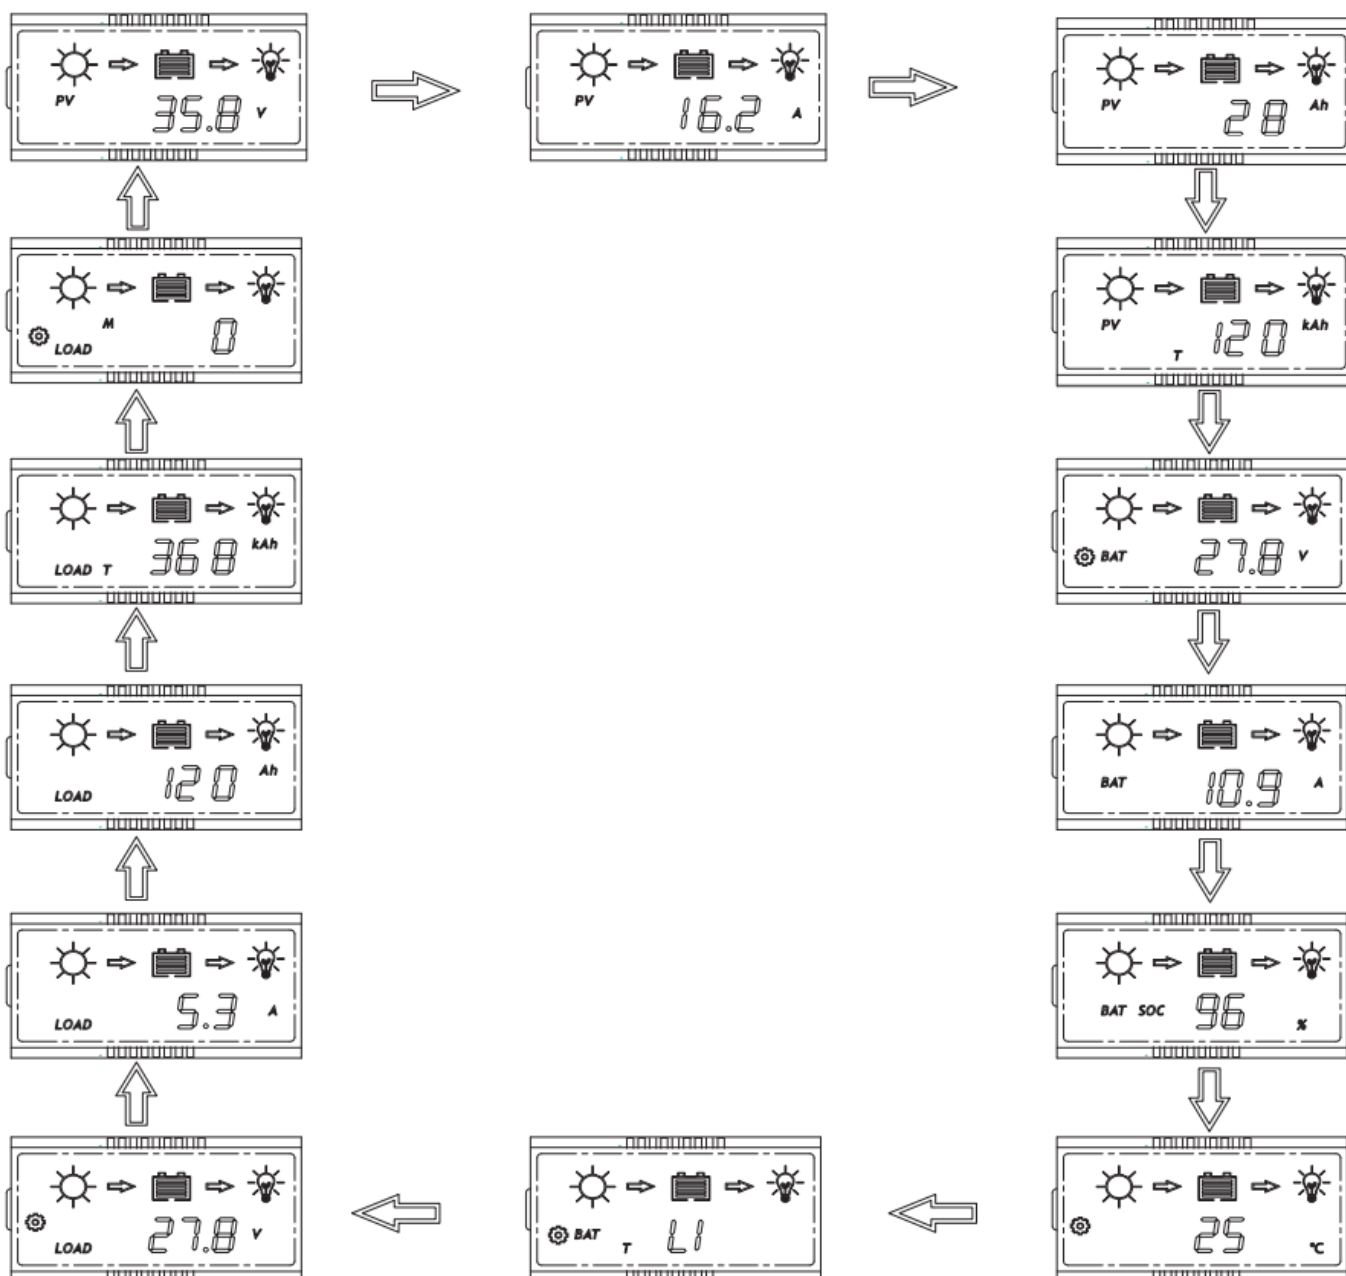 PV 35.8 V
PV 16.2 A
PV 28 Ah
PV T 120 kAh
BAT 27.8 V
BAT 10.9 A
BAT SOC 96 %
25 °C
BAT T LI
LOAD 27.8 V
LOAD 5.3 A
LOAD 120 Ah
LOAD T 368 kAh
LOAD M 0